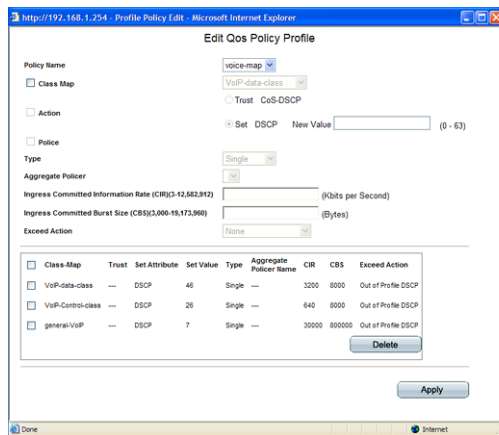 http://192.168.1.254 - Profile Policy Edit - Microsoft Internet Explorer
Edit Qos Policy Profile
Policy Name voice-map
Class Map VoIP-data-class
Trust CoS-DSCP
Action
Set DSCP New Value (0 - 63)
Police
Type Single
Aggregate Policer
Ingress Committed Information Rate (CIR)(3-12,582,912) (Kbits per Second)
Ingress Committed Burst Size (CBS)(3,000-19,173,960) (Bytes)
Exceed Action None
Class-Map Trust Set Attribute Set Value Type Aggregate Policer Name CIR CBS Exceed Action
VoIP-data-class --- DSCP 46 Single --- 3200 8000 Out of Profile DSCP
VoIP-Control-class --- DSCP 26 Single --- 640 8000 Out of Profile DSCP
general-VoIP DSCP 7 Single --- 30000 800000 Out of Profile DSCP
Delete
Apply
Done Internet